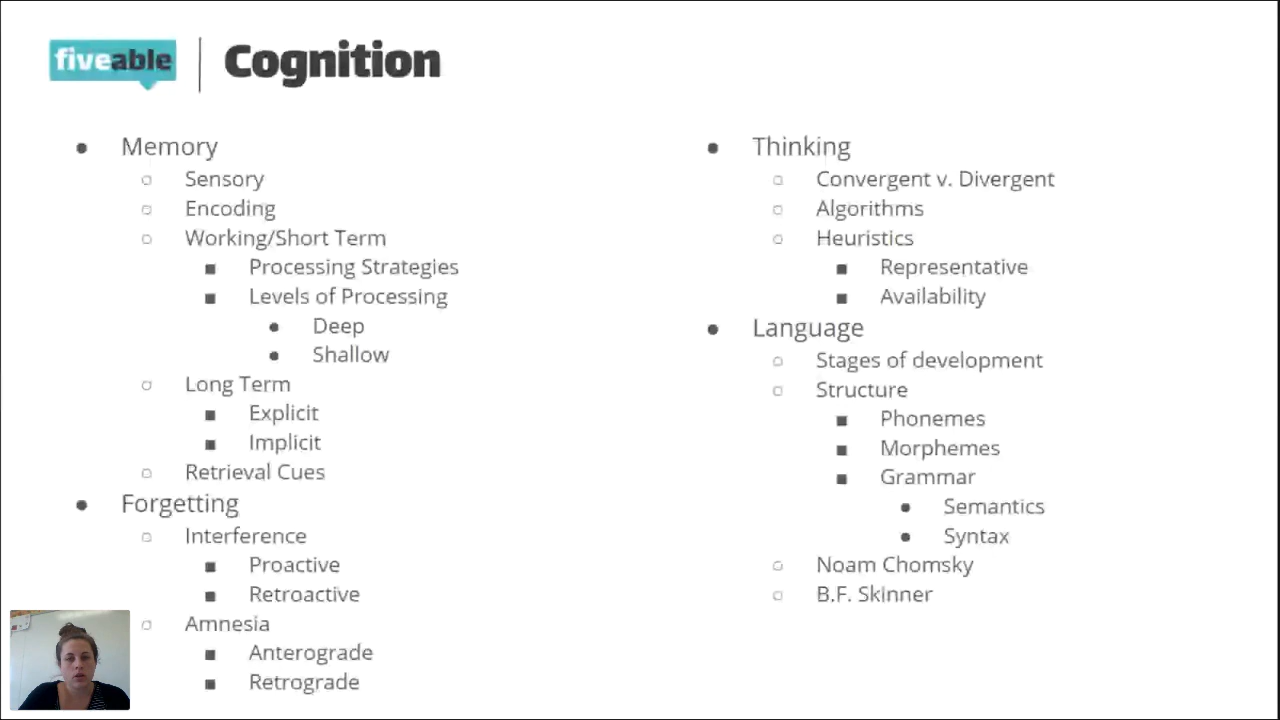 fiveable
Cognition
Memory
Sensory
Encoding
Working/Short Term
Processing Strategies
Levels of Processing
Deep
Shallow
Long Term
Explicit
Implicit
Retrieval Cues
Forgetting
Interference
Proactive
Retroactive
Amnesia
Anterograde
Retrograde
Thinking
Convergent v. Divergent
Algorithms
Heuristics
Representative
Availability
Language
Stages of development
Structure
Phonemes
Morphemes
Grammar
Semantics
Syntax
Noam Chomsky
B.F. Skinner